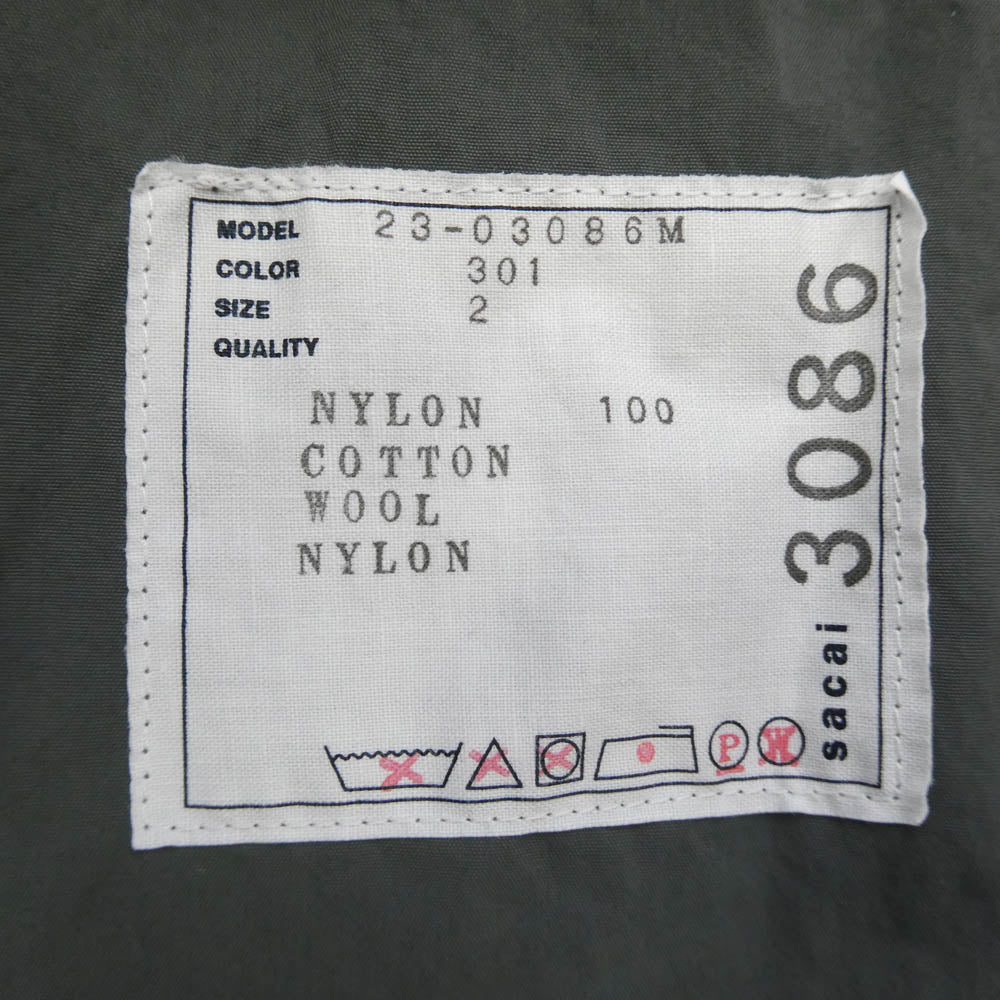 MODEL 23-03086M
COLOR 301
SIZE 2
QUALITY
NYLON 100
COTTON
WOOL
NYLON
P W
sacai 3086